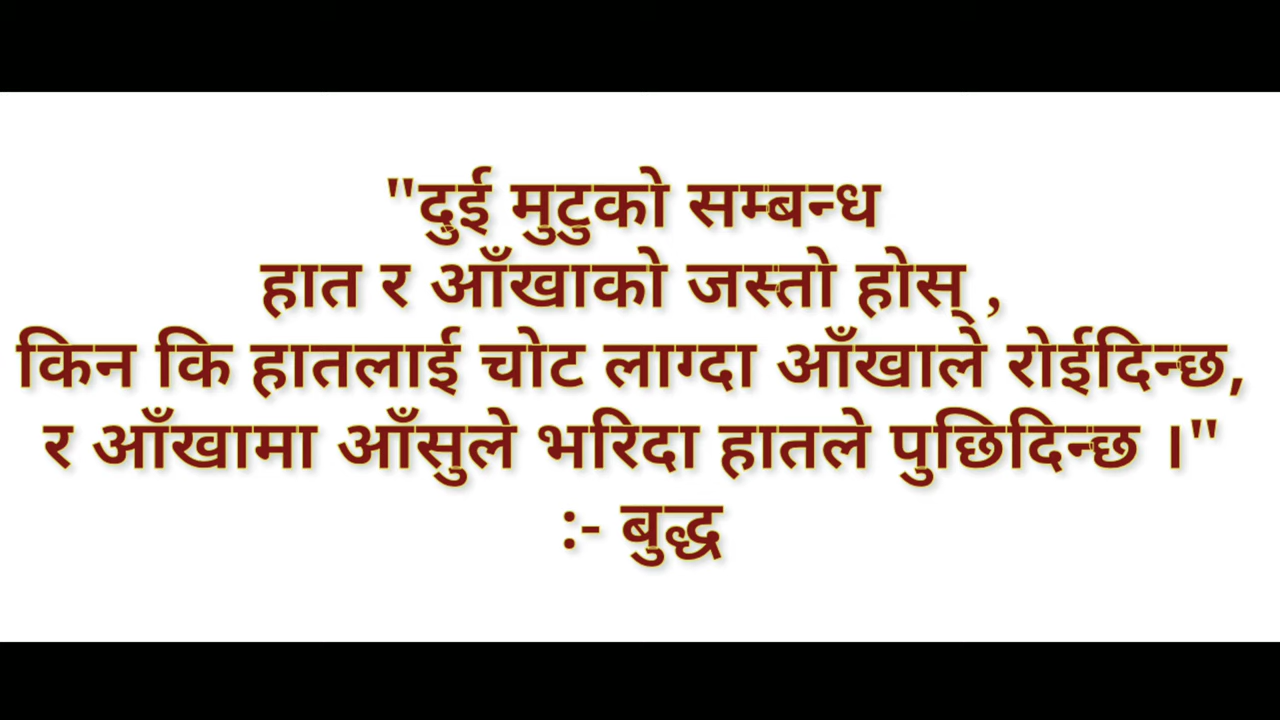 "दुई मुटुको सम्बन्ध
हात र आँखाको जस्तो होस् ,
किन कि हातलाई चोट लाग्दा आँखाले रोईदिन्छ,
र आँखामा आँसुले भरिदा हातले पुछिदिन्छ ।"
:- बुद्ध